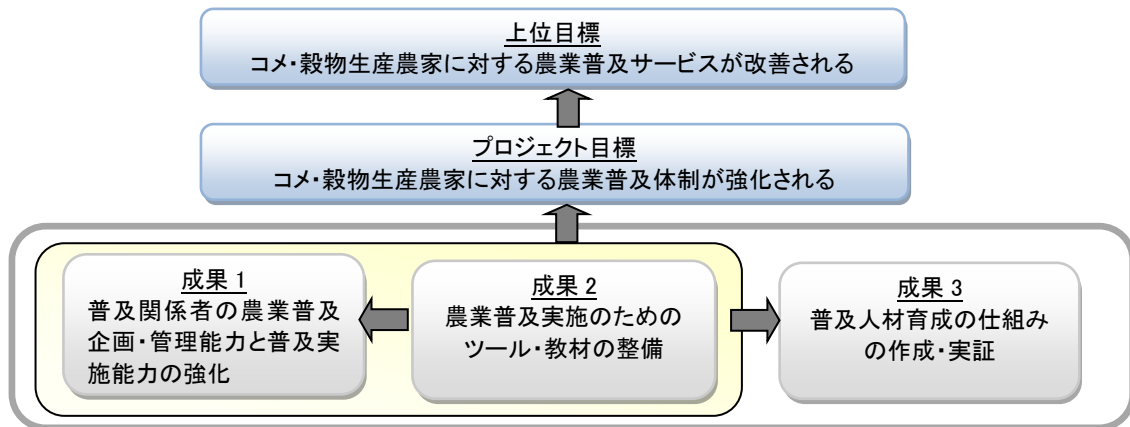 上位目標
コメ・穀物生産農家に対する農業普及サービスが改善される
プロジェクト目標
コメ・穀物生産農家に対する農業普及体制が強化される
成果 1
普及関係者の農業普及
企画・管理能力と普及実
施能力の強化
成果 2
農業普及実施のための
ツール・教材の整備
成果 3
普及人材育成の仕組み
の作成・実証